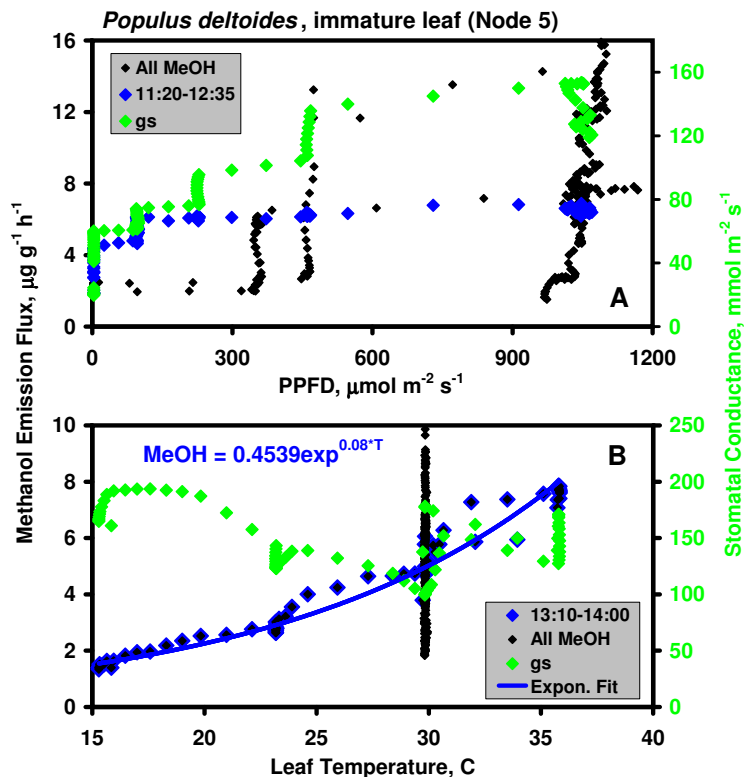 Populus deltoides, immature leaf (Node 5)
Methanol Emission Flux, µg g⁻¹ h⁻¹
Stomatal Conductance, mmol m⁻² s⁻¹
16
12
8
4
0
All MeOH
11:20-12:35
gs
160
120
80
40
0
A
0 300 600 900 1200
PPFD, µmol m⁻² s⁻¹
10
8
6
4
2
0
MeOH = 0.4539exp^0.08*T
B
250
200
150
100
50
0
13:10-14:00
All MeOH
gs
Expon. Fit
15 20 25 30 35 40
Leaf Temperature, C